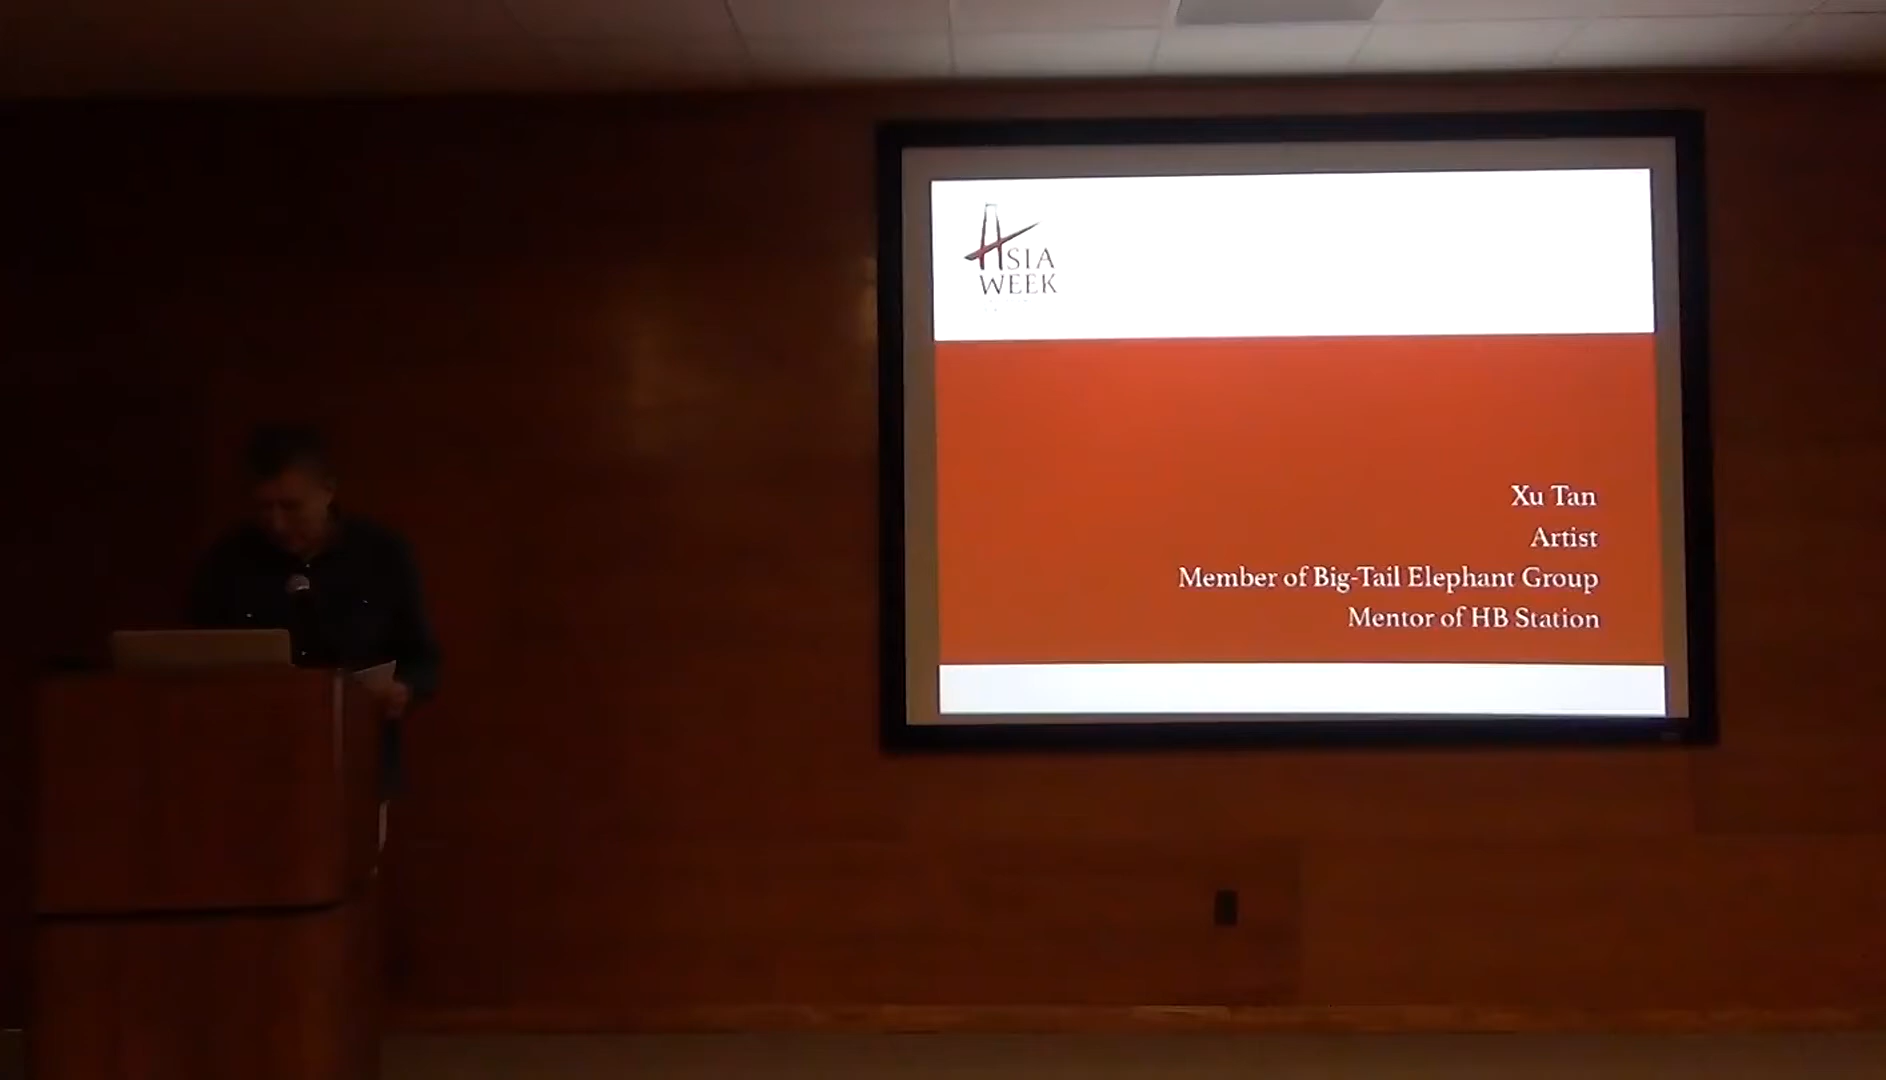 ASIA
WEEK
Xu Tan
Artist
Member of Big-Tail Elephant Group
Mentor of HB Station